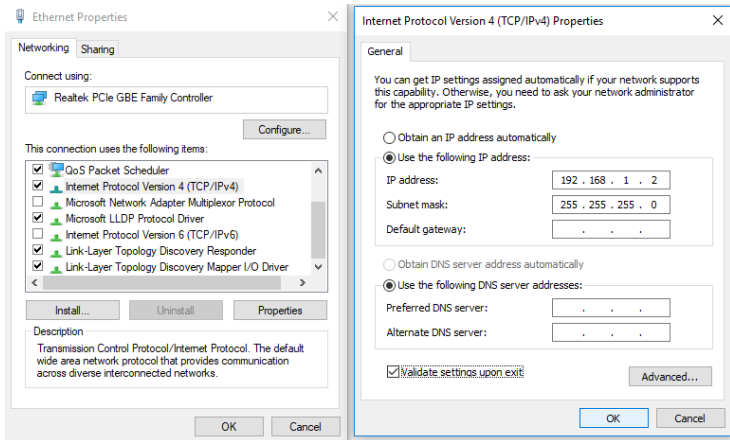 Ethernet Properties
Networking
Sharing
Connect using:
Realtek PCIe GBE Family Controller
Configure...
This connection uses the following items:
QoS Packet Scheduler
Internet Protocol Version 4 (TCP/IPv4)
Microsoft Network Adapter Multiplexor Protocol
Microsoft LLDP Protocol Driver
Internet Protocol Version 6 (TCP/IPv6)
Link-Layer Topology Discovery Responder
Link-Layer Topology Discovery Mapper I/O Driver
Install...
Uninstall
Properties
Description
Transmission Control Protocol/Internet Protocol. The default
wide area network protocol that provides communication
across diverse interconnected networks.
OK
Cancel
Internet Protocol Version 4 (TCP/IPv4) Properties
General
You can get IP settings assigned automatically if your network supports
this capability. Otherwise, you need to ask your network administrator
for the appropriate IP settings.
Obtain an IP address automatically
Use the following IP address:
IP address: 192 . 168 . 1 . 2
Subnet mask: 255 . 255 . 255 . 0
Default gateway: . . .
Obtain DNS server address automatically
Use the following DNS server addresses:
Preferred DNS server: . . .
Alternate DNS server: . . .
Validate settings upon exit
Advanced...
OK
Cancel